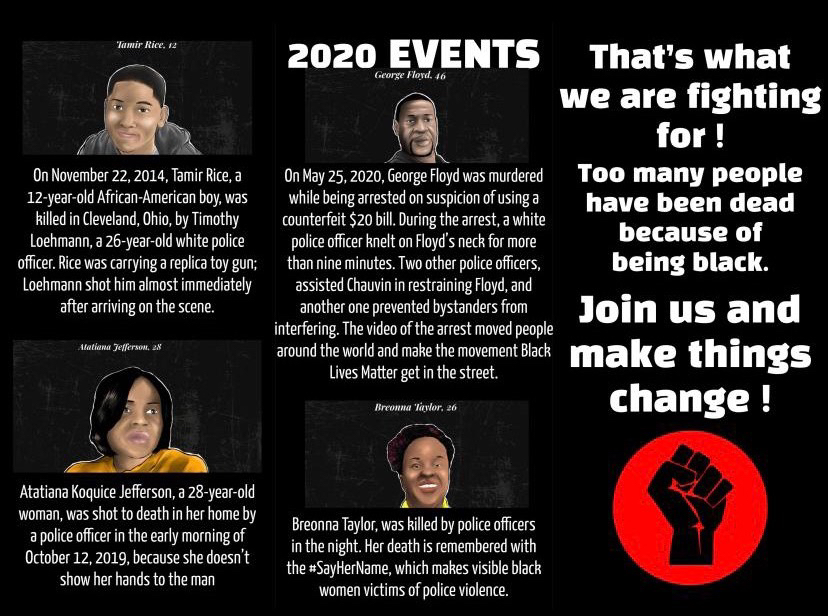 Tamir Rice, 12
On November 22, 2014, Tamir Rice, a
12-year-old African-American boy, was
killed in Cleveland, Ohio, by Timothy
Loehmann, a 26-year-old white police
officer. Rice was carrying a replica toy gun;
Loehmann shot him almost immediately
after arriving on the scene.
Atatiana Jefferson, 28
Atatiana Koquice Jefferson, a 28-year-old
woman, was shot to death in her home by
a police officer in the early morning of
October 12, 2019, because she doesn't
show her hands to the man
2020 EVENTS
George Floyd, 46
On May 25, 2020, George Floyd was murdered
while being arrested on suspicion of using a
counterfeit $20 bill. During the arrest, a white
police officer knelt on Floyd's neck for more
than nine minutes. Two other police officers,
assisted Chauvin in restraining Floyd, and
another one prevented bystanders from
interfering. The video of the arrest moved people
around the world and make the movement Black
Lives Matter get in the street.
Breonna Taylor, 26
Breonna Taylor, was killed by police officers
in the night. Her death is remembered with
the #SayHerName, which makes visible black
women victims of police violence.
That's what
we are fighting
for !
Too many people
have been dead
because of
being black.
Join us and
make things
change !